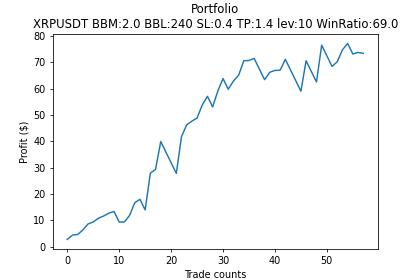 Portfolio
XRPUSDT BBM:2.0 BBL:240 SL:0.4 TP:1.4 lev:10 WinRatio:69.0
80
70
60
50
40
30
20
10
0
Profit ($)
0 10 20 30 40 50
Trade counts